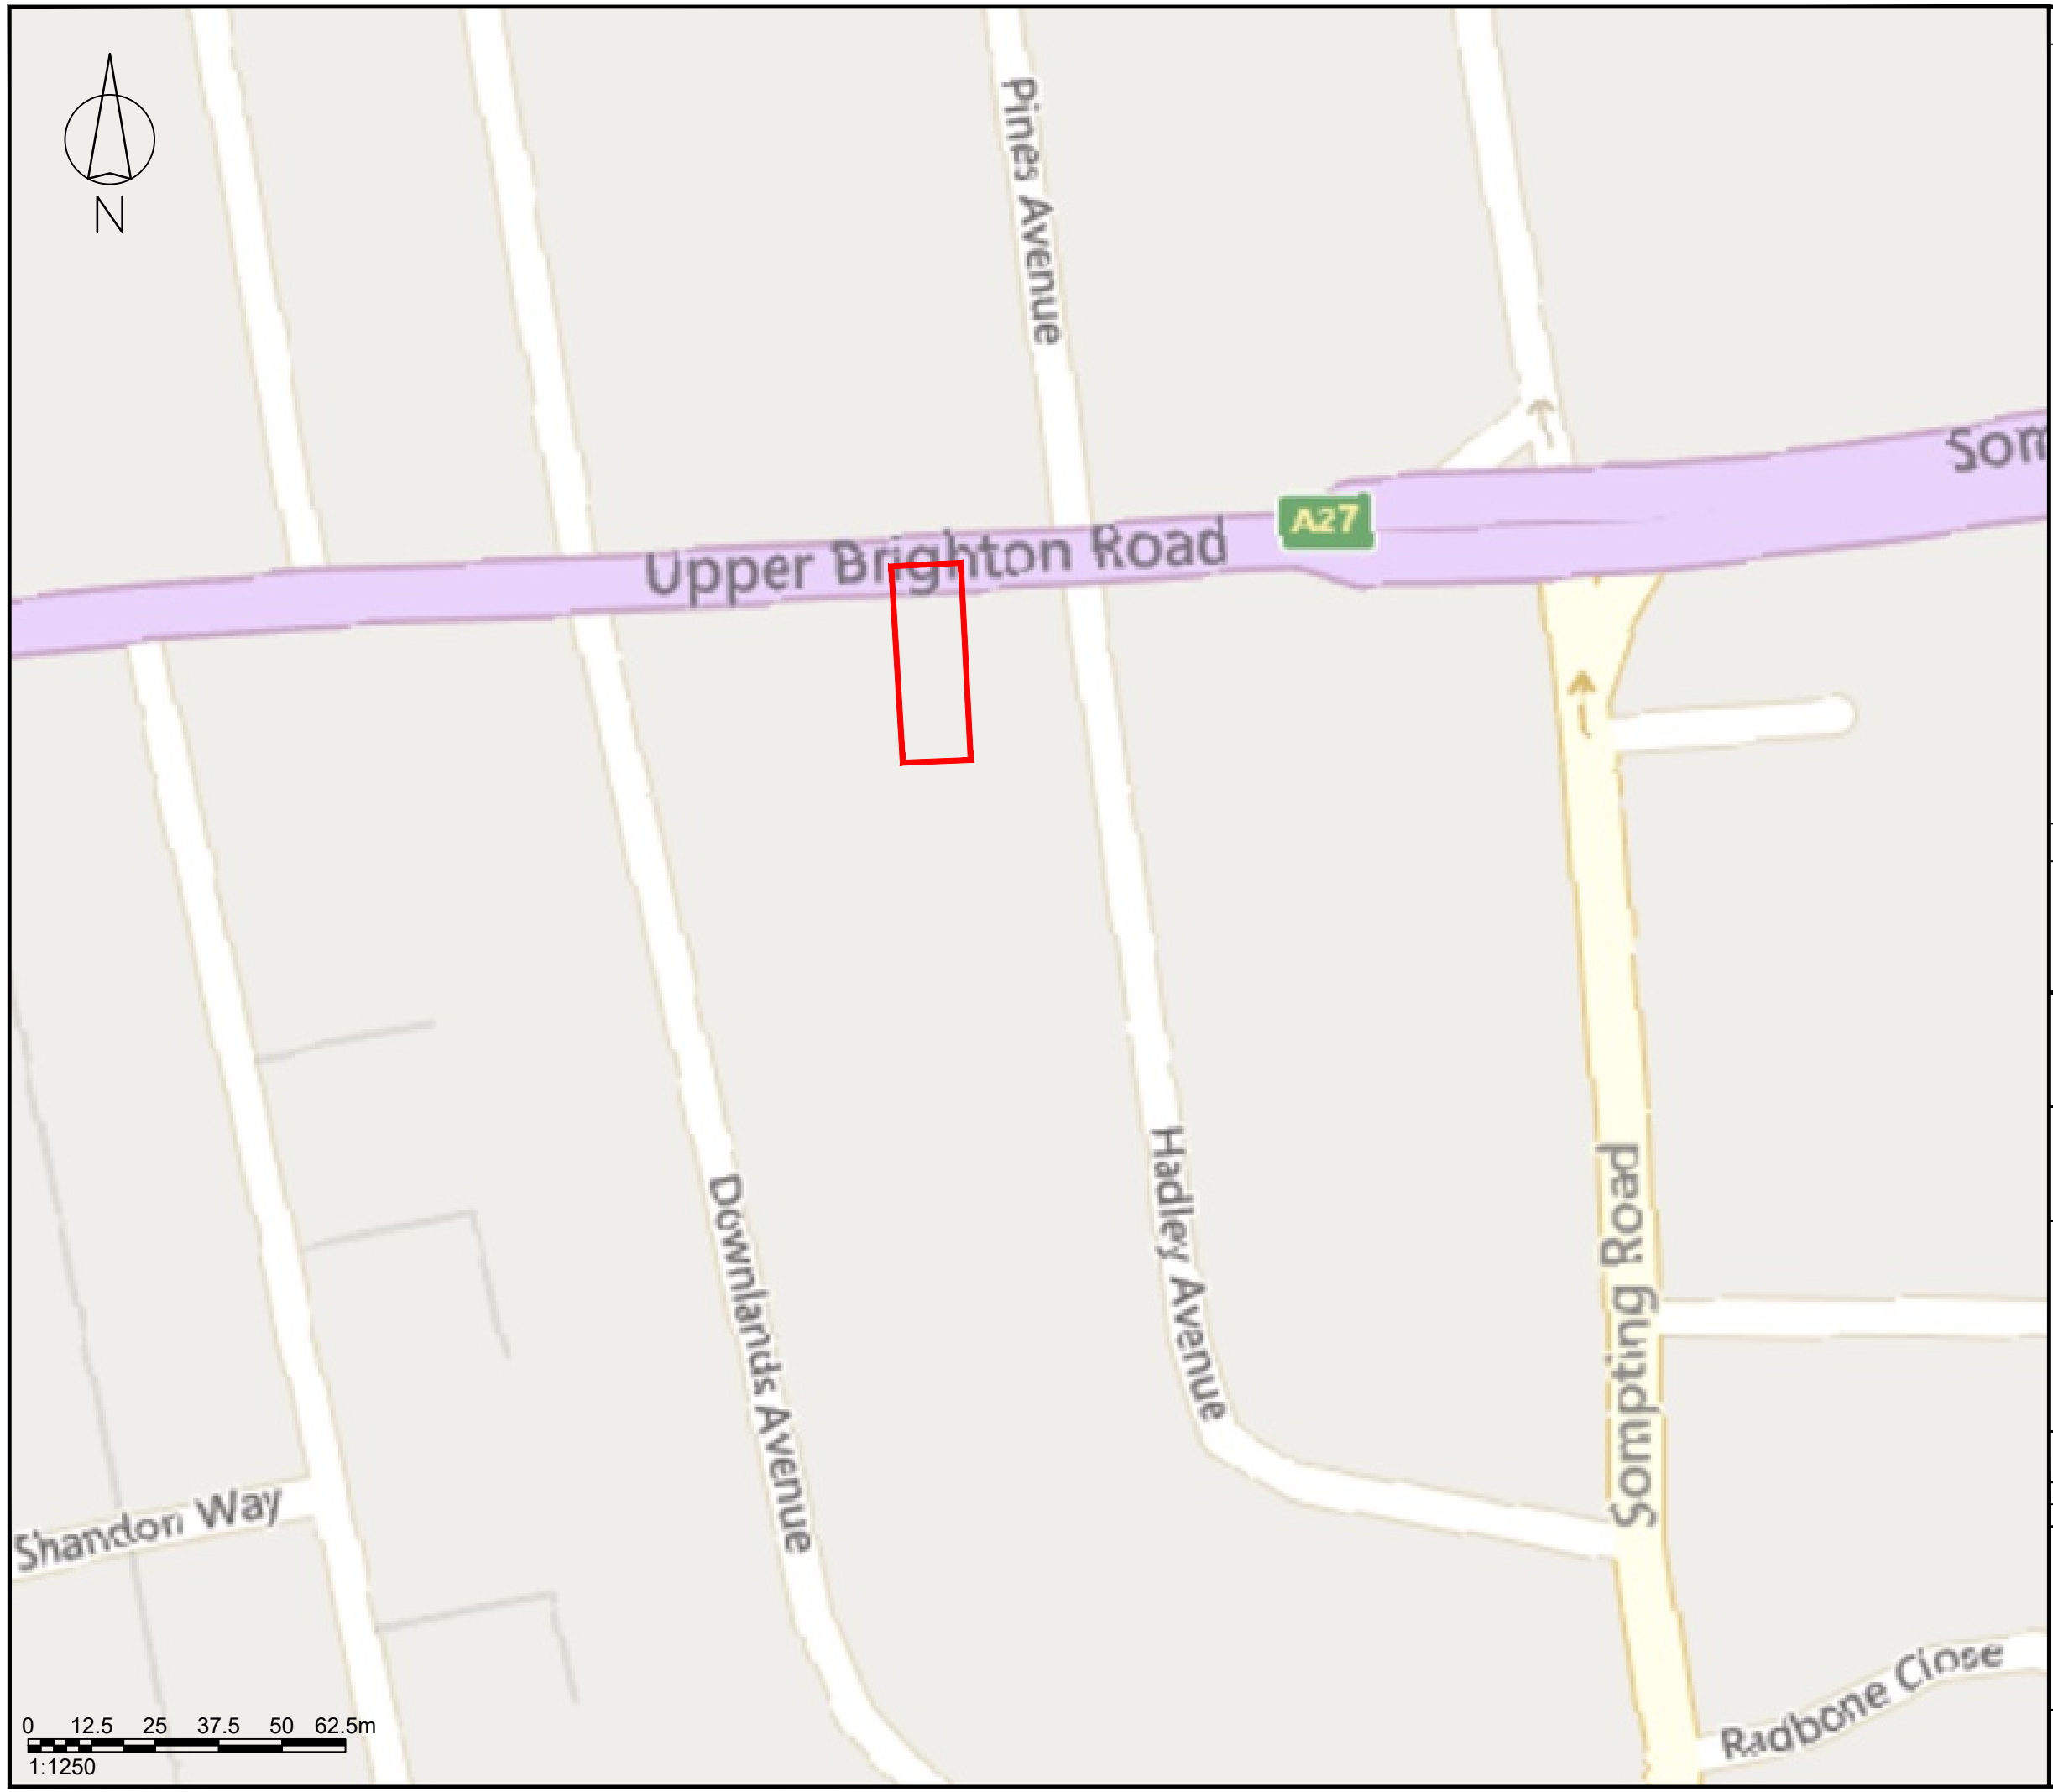 Pines Avenue
N
Som
A27
Upper Brighton Road
Sompting Road
Hadley Avenue
Downlands Avenue
Shandon Way
Radbone Close
0 12.5 25 37.5 50 62.5m
1:1250